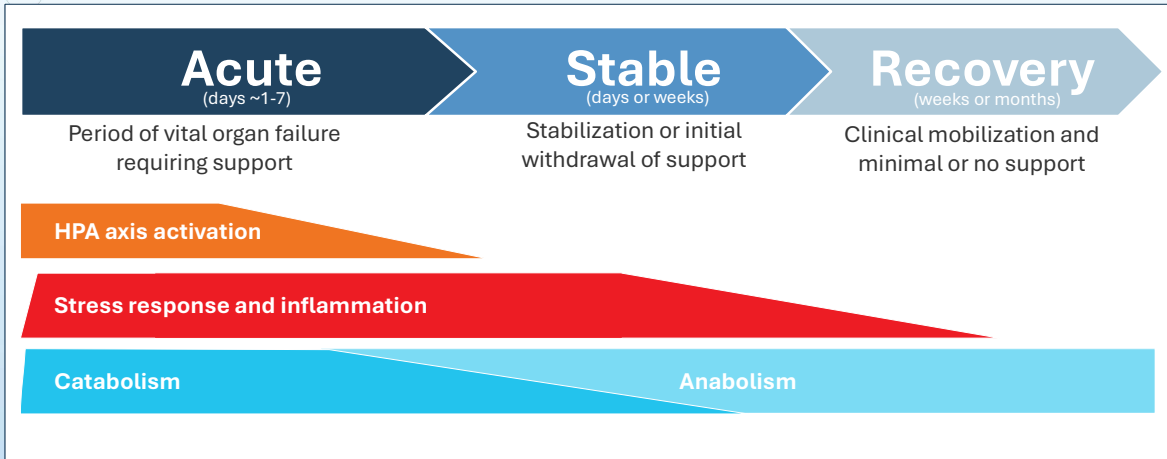 Acute
(days ~1-7)
Stable
(days or weeks)
Recovery
(weeks or months)
Period of vital organ failure
requiring support
Stabilization or initial
withdrawal of support
Clinical mobilization and
minimal or no support
HPA axis activation
Stress response and inflammation
Catabolism
Anabolism